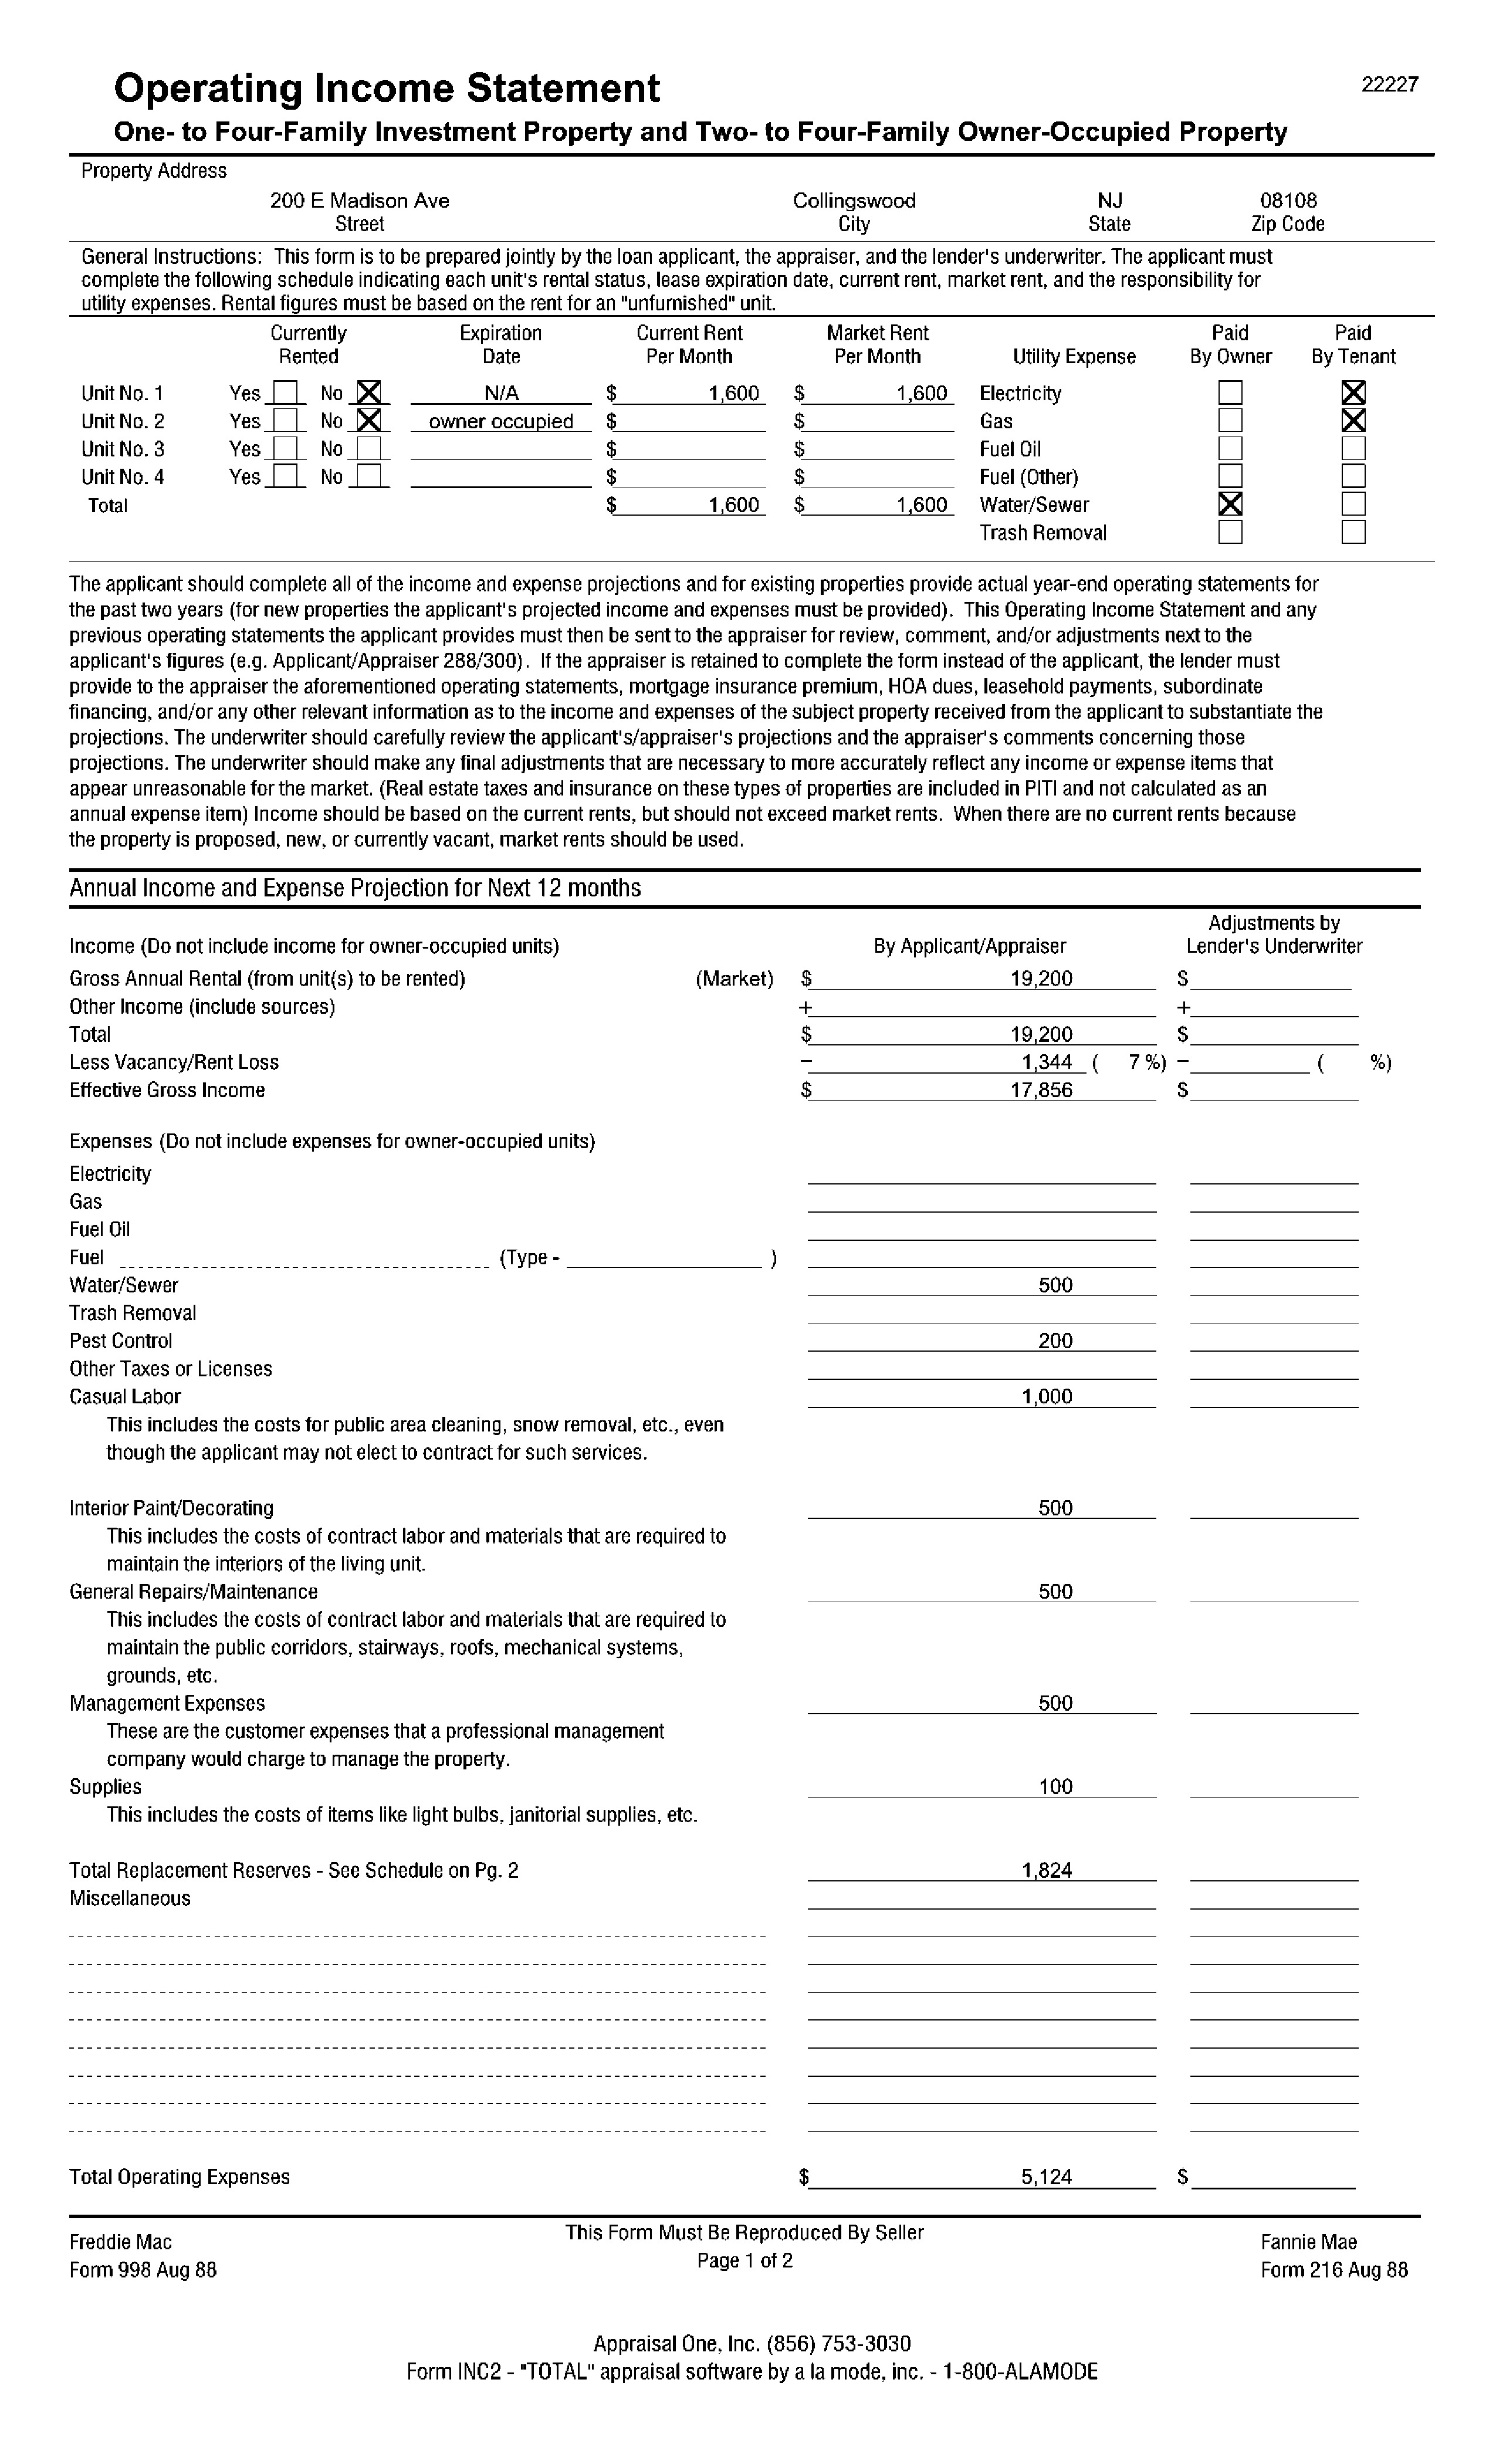 Operating Income Statement 22227
One- to Four-Family Investment Property and Two- to Four-Family Owner-Occupied Property
Property Address
200 E Madison Ave Collingswood NJ 08108
Street City State Zip Code
General Instructions: This form is to be prepared jointly by the loan applicant, the appraiser, and the lender's underwriter. The applicant must
complete the following schedule indicating each unit's rental status, lease expiration date, current rent, market rent, and the responsibility for
utility expenses. Rental figures must be based on the rent for an "unfurnished" unit.
Currently Expiration Current Rent Market Rent Paid Paid
Rented Date Per Month Per Month Utility Expense By Owner By Tenant
Unit No. 1 Yes No X N/A $ 1,600 $ 1,600 Electricity X
Unit No. 2 Yes No X owner occupied $ $ Gas X
Unit No. 3 Yes No $ $ Fuel Oil
Unit No. 4 Yes No $ $ Fuel (Other)
Total $ 1,600 $ 1,600 Water/Sewer X
Trash Removal
The applicant should complete all of the income and expense projections and for existing properties provide actual year-end operating statements for
the past two years (for new properties the applicant's projected income and expenses must be provided). This Operating Income Statement and any
previous operating statements the applicant provides must then be sent to the appraiser for review, comment, and/or adjustments next to the
applicant's figures (e.g. Applicant/Appraiser 288/300). If the appraiser is retained to complete the form instead of the applicant, the lender must
provide to the appraiser the aforementioned operating statements, mortgage insurance premium, HOA dues, leasehold payments, subordinate
financing, and/or any other relevant information as to the income and expenses of the subject property received from the applicant to substantiate the
projections. The underwriter should carefully review the applicant's/appraiser's projections and the appraiser's comments concerning those
projections. The underwriter should make any final adjustments that are necessary to more accurately reflect any income or expense items that
appear unreasonable for the market. (Real estate taxes and insurance on these types of properties are included in PITI and not calculated as an
annual expense item) Income should be based on the current rents, but should not exceed market rents. When there are no current rents because
the property is proposed, new, or currently vacant, market rents should be used.
Annual Income and Expense Projection for Next 12 months
Adjustments by
Income (Do not include income for owner-occupied units) By Applicant/Appraiser Lender's Underwriter
Gross Annual Rental (from unit(s) to be rented) (Market) $ 19,200 $
Other Income (include sources) + +
Total $ 19,200 $
Less Vacancy/Rent Loss – 1,344 ( 7 %) – ( %)
Effective Gross Income $ 17,856 $
Expenses (Do not include expenses for owner-occupied units)
Electricity
Gas
Fuel Oil
Fuel (Type - )
Water/Sewer 500
Trash Removal
Pest Control 200
Other Taxes or Licenses
Casual Labor 1,000
This includes the costs for public area cleaning, snow removal, etc., even
though the applicant may not elect to contract for such services.
Interior Paint/Decorating 500
This includes the costs of contract labor and materials that are required to
maintain the interiors of the living unit.
General Repairs/Maintenance 500
This includes the costs of contract labor and materials that are required to
maintain the public corridors, stairways, roofs, mechanical systems,
grounds, etc.
Management Expenses 500
These are the customer expenses that a professional management
company would charge to manage the property.
Supplies 100
This includes the costs of items like light bulbs, janitorial supplies, etc.
Total Replacement Reserves - See Schedule on Pg. 2 1,824
Miscellaneous
Total Operating Expenses $ 5,124 $
Freddie Mac This Form Must Be Reproduced By Seller Fannie Mae
Form 998 Aug 88 Page 1 of 2 Form 216 Aug 88
Appraisal One, Inc. (856) 753-3030
Form INC2 - "TOTAL" appraisal software by a la mode, inc. - 1-800-ALAMODE